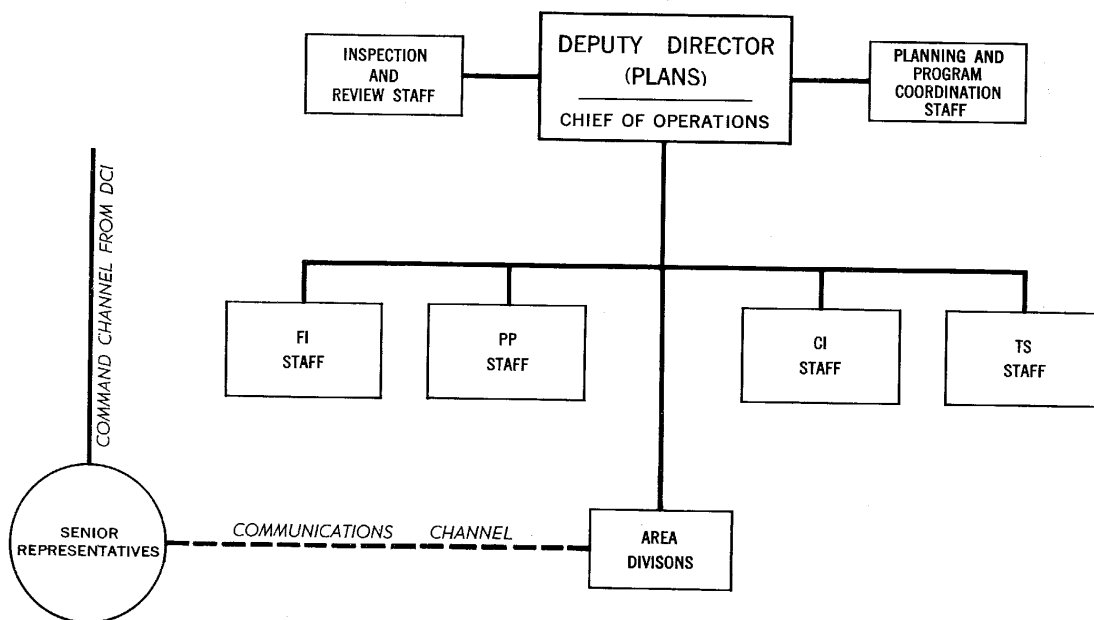 INSPECTION
AND
REVIEW STAFF
DEPUTY DIRECTOR
(PLANS)
CHIEF OF OPERATIONS
PLANNING AND
PROGRAM
COORDINATION
STAFF
COMMAND CHANNEL FROM DCI
FI
STAFF
PP
STAFF
CI
STAFF
TS
STAFF
SENIOR
REPRESENTATIVES
COMMUNICATIONS CHANNEL
AREA
DIVISONS